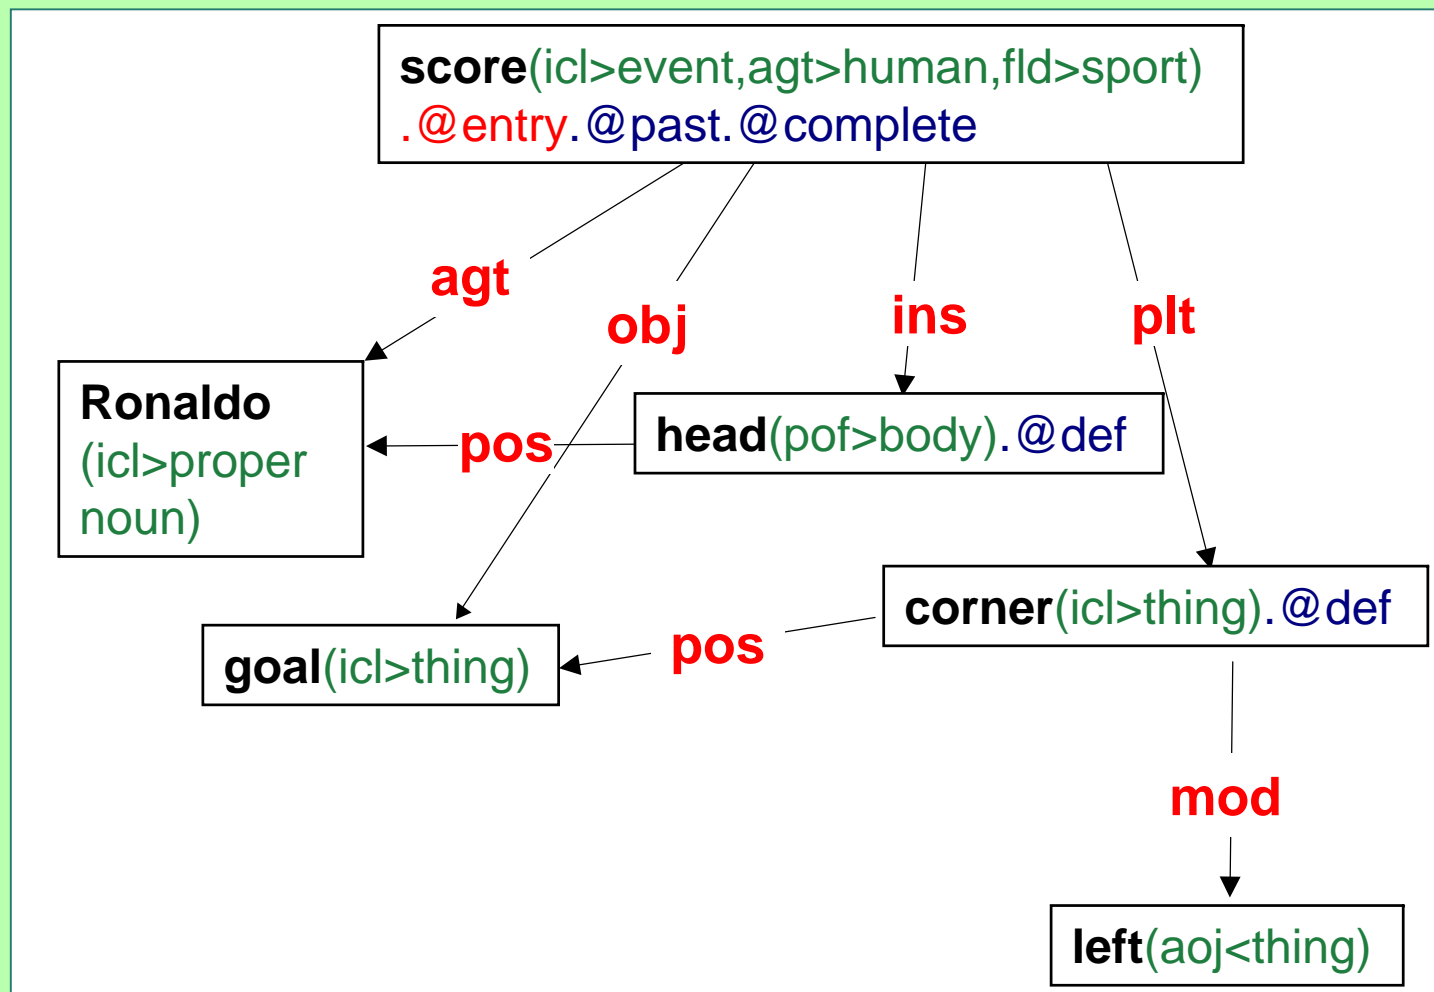 score(icl>event,agt>human,fld>sport)
.@entry.@past.@complete
agt
obj
ins
plt
Ronaldo
(icl>proper
noun)
pos
head(pof>body).@def
corner(icl>thing).@def
pos
goal(icl>thing)
mod
left(aoj<thing)